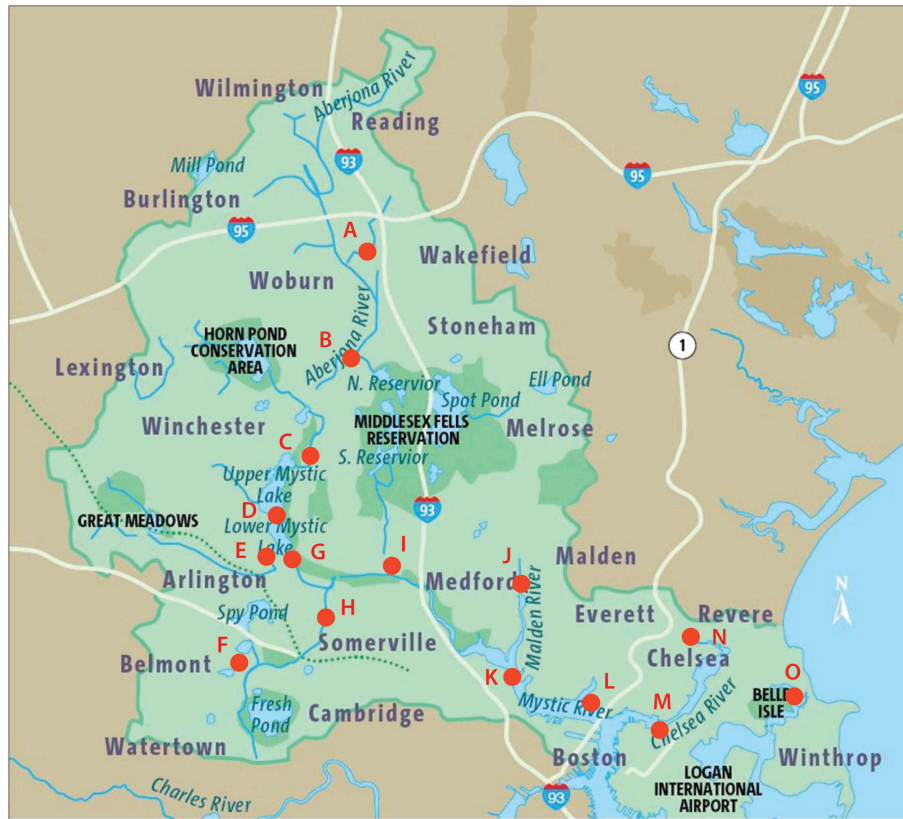 Wilmington
Aberjona River
Reading
95
Mill Pond
93
95
Burlington
95
A
Wakefield
Woburn
Aberjona River
Stoneham
B
HORN POND
CONSERVATION
AREA
1
Lexington
N. Reservior
Ell Pond
Spot Pond
Winchester
MIDDLESEX FELLS
RESERVATION
Melrose
C
S. Reservior
Upper Mystic
Lake
93
GREAT MEADOWS
D
Lower Mystic
Lake
E
G
I
J
Malden
Arlington
Medford
N
Spy Pond
H
Everett
Revere
Somerville
Malden River
N
F
Belmont
Chelsea
K
L
O
Fresh
Pond
Mystic River
M
Chelsea River
BELLE
ISLE
Cambridge
Watertown
Boston
Winthrop
LOGAN
INTERNATIONAL
AIRPORT
Charles River
93